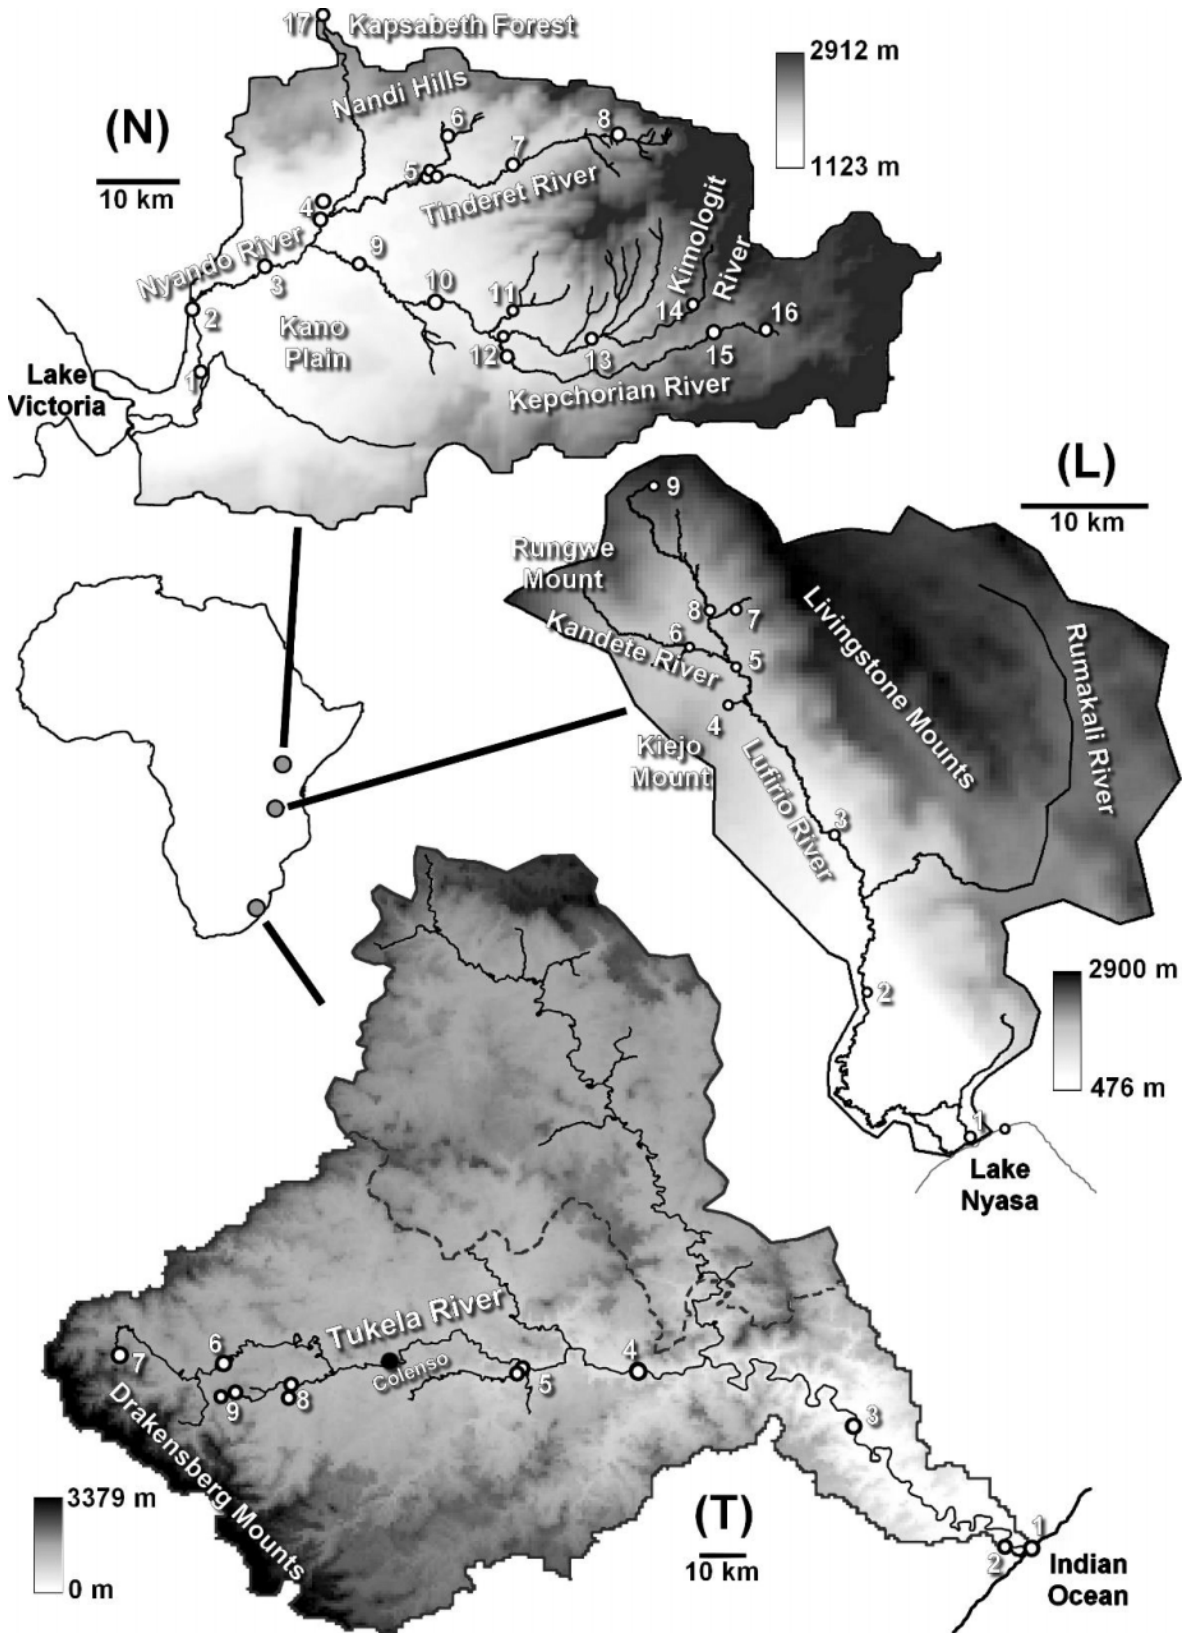 17
Kapsabeth Forest
2912 m
1123 m
(N)
10 km
Nandi Hills
6
8
5
7
Tinderet River
4
Nyando River
3
9
Kimologit
River
2
Kano
Plain
10
11
14
16
12
13
15
1
Kepchorian River
Lake
Victoria
(L)
10 km
9
Rungwe
Mount
8
7
Kandete River
6
5
4
Kiejo
Mount
Livingstone Mounts
Rumakali River
Lufirio River
3
2
2900 m
476 m
1
Lake
Nyasa
Tukela River
Colenso
7
6
9
8
5
4
3
Drakensberg Mounts
3379 m
0 m
(T)
10 km
1
2
Indian
Ocean